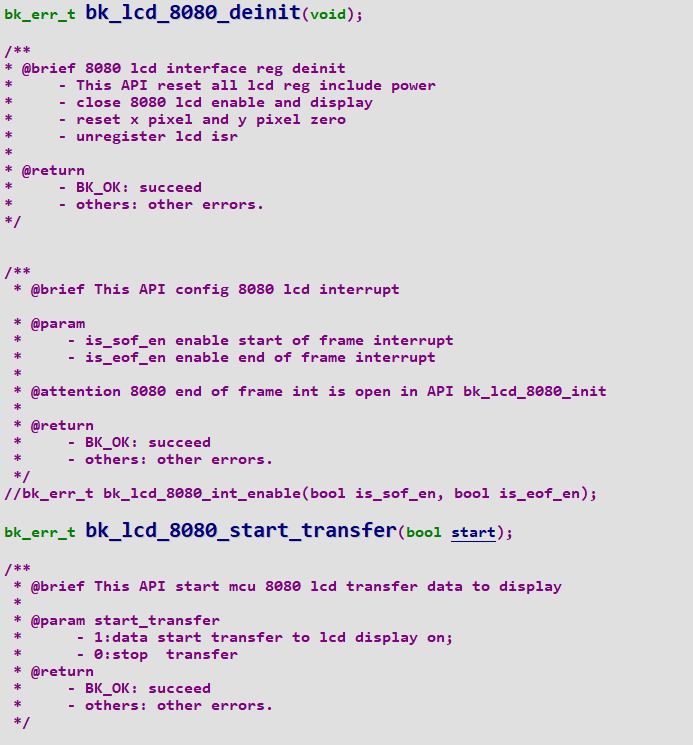 bk_err_t bk_lcd_8080_deinit(void);
/**
* @brief 8080 lcd interface reg deinit
*     - This API reset all lcd reg include power
*     - close 8080 lcd enable and display
*     - reset x pixel and y pixel zero
*     - unregister lcd isr
*
* @return
*     - BK_OK: succeed
*     - others: other errors.
*/
/**
 * @brief This API config 8080 lcd interrupt
 * @param
 *     - is_sof_en enable start of frame interrupt
 *     - is_eof_en enable end of frame interrupt
 *
 * @attention 8080 end of frame int is open in API bk_lcd_8080_init
 *
 * @return
 *     - BK_OK: succeed
 *     - others: other errors.
 */
//bk_err_t bk_lcd_8080_int_enable(bool is_sof_en, bool is_eof_en);
bk_err_t bk_lcd_8080_start_transfer(bool start);
/**
 * @brief This API start mcu 8080 lcd transfer data to display
 *
 * @param start_transfer
 *      - 1:data start transfer to lcd display on;
 *      - 0:stop  transfer
 * @return
 *     - BK_OK: succeed
 *     - others: other errors.
 */